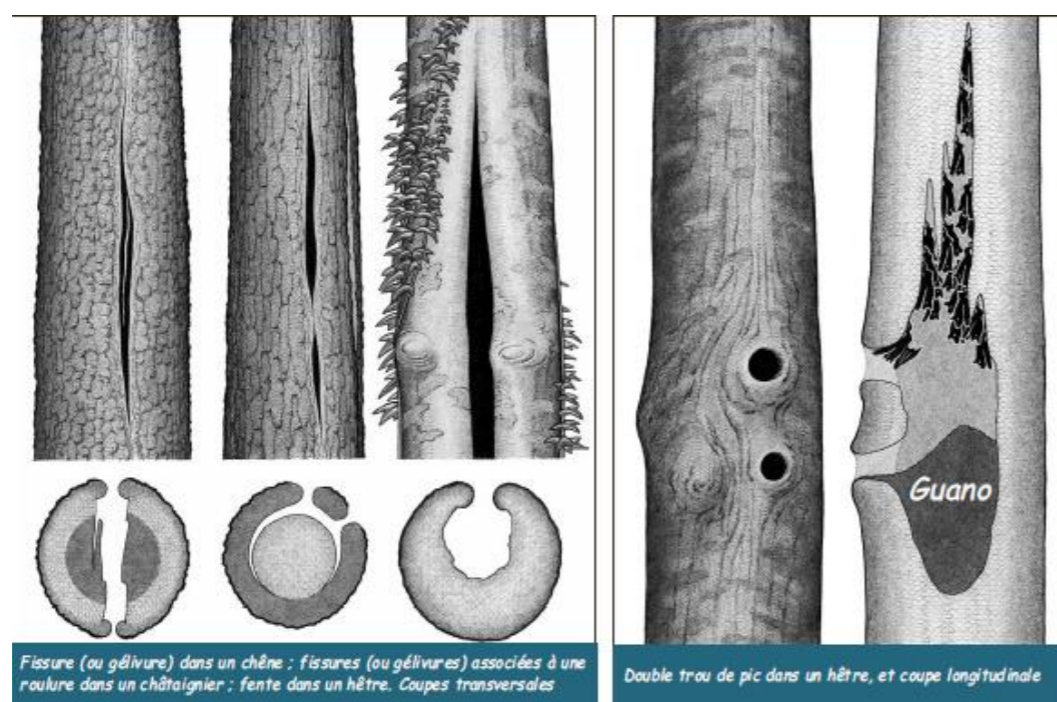 Guano
Fissure (ou gélivure) dans un chêne ; fissures (ou gélivures) associées à une
roulure dans un châtaignier ; fente dans un hêtre. Coupes transversales
Double trou de pic dans un hêtre, et coupe longitudinale